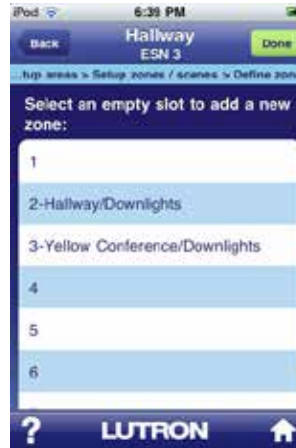 iPod 6:39 PM
Back Hallway Done
ESN 3
...tup areas > Setup zones / scenes > Define zon
Select an empty slot to add a new
zone:
1
2-Hallway/Downlights
3-Yellow Conference/Downlights
4
5
6
? LUTRON